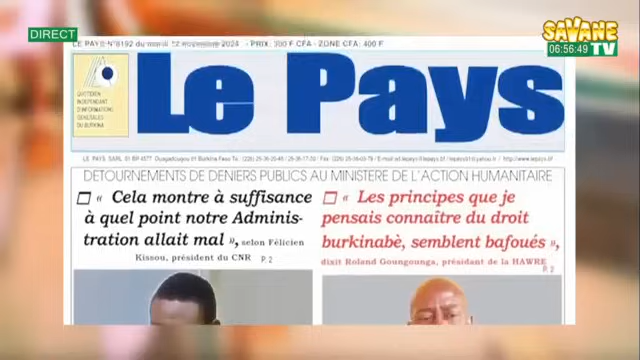 DIRECT
SAVANE
TV
06:56:49
LE PAYS N°8192 du mardi 12 novembre 2024 - PRIX: 300 F CFA - ZONE CFA: 400 F
QUOTIDIEN
INDEPENDANT
D'INFORMATIONS
GENERALES
DU BURKINA
Le Pays
DETOURNEMENTS DE DENIERS PUBLICS AU MINISTERE DE L'ACTION HUMANITAIRE
« Cela montre à suffisance
à quel point notre Adminis-
tration allait mal », selon Félicien
Kissou, président du CNR P.2
« Les principes que je
pensais connaître du droit
burkinabè, semblent bafoués »,
dixit Roland Goungounga, présidant de la HAWRE
P.2